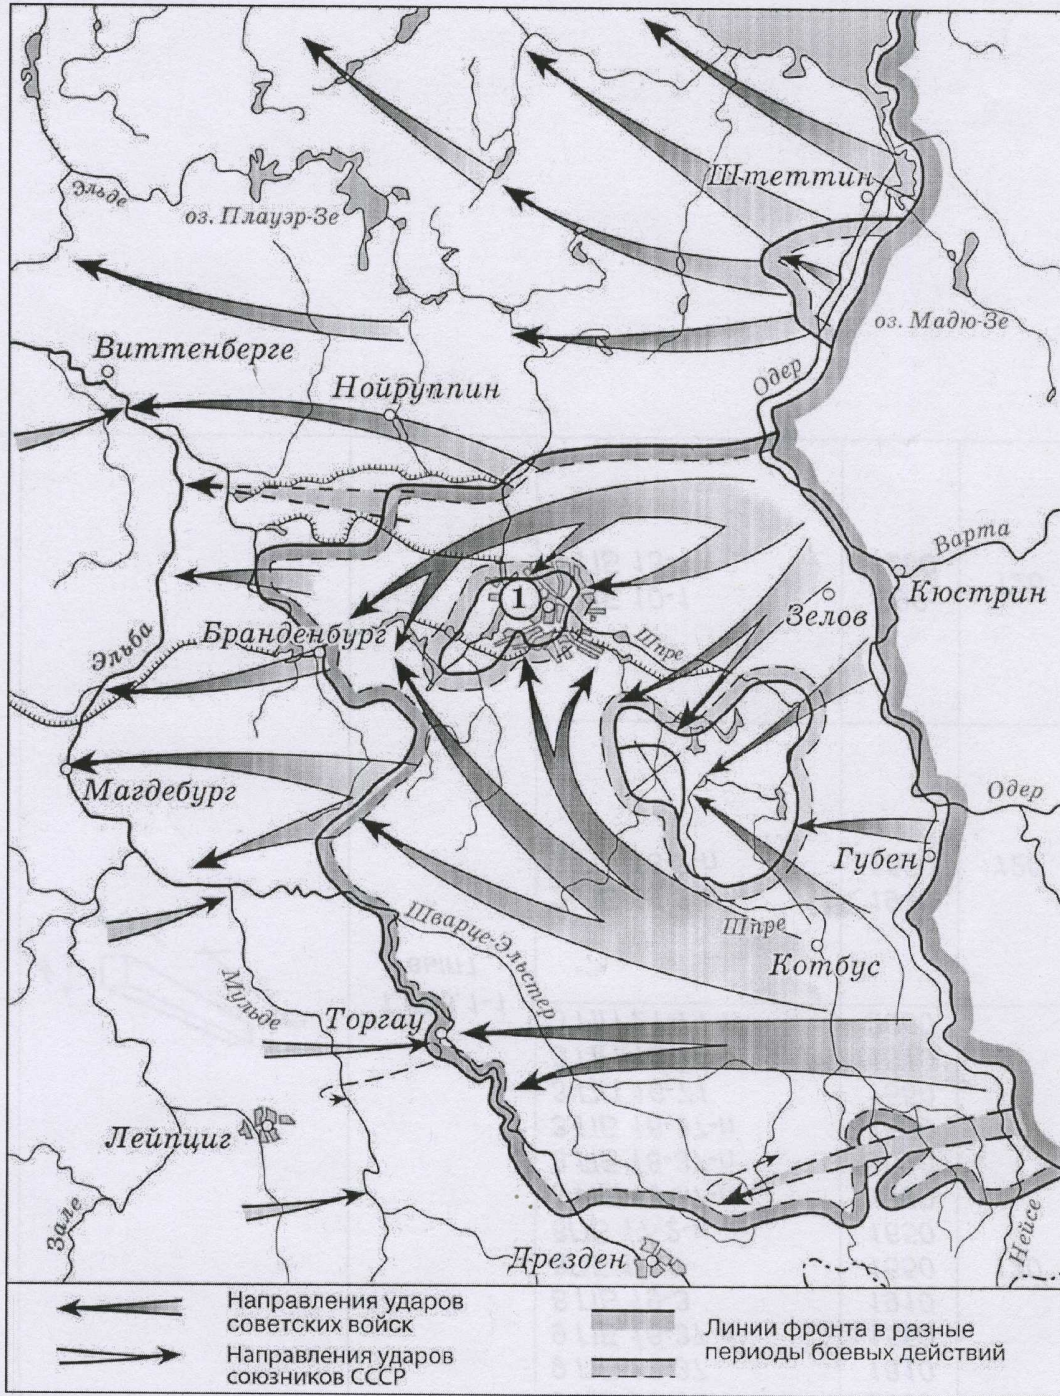 Штеттин
Эльде
оз. Плауэр-Зе
оз. Мадю-Зе
Виттенберге
Одер
Нойруппин
Варта
Кюстрин
1
Зелов
Шпре
Бранденбург
Эльба
Магдебург
Одер
Губен
Шварце-Эльстер
Шпре
Котбус
Мульде
Торгау
Лейпциг
Зале
Нейсе
Дрезден
Направления ударов
советских войск
Направления ударов
союзников СССР
Линии фронта в разные
периоды боевых действий